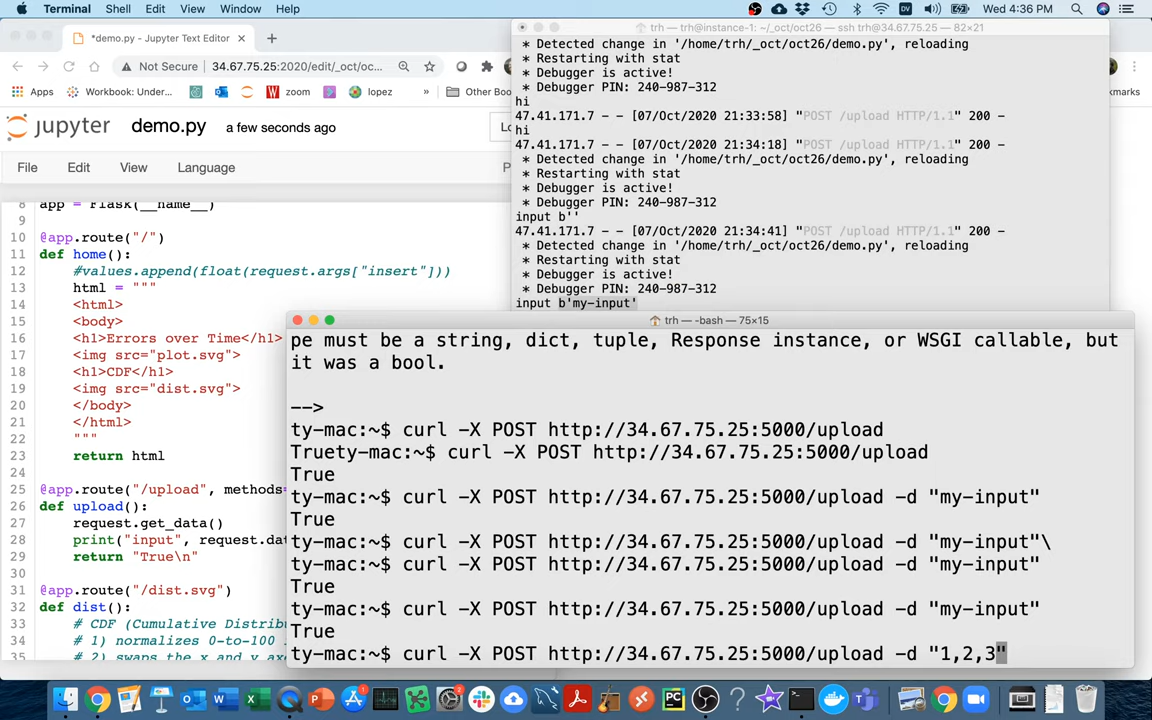 Terminal Shell Edit View Window Help
DV
Wed 4:36 PM
*demo.py - Jupyter Text Editor
Not Secure 34.67.75.25:2020/edit/_oct/oc...
Apps Workbook: Under... zoom lopez » Other Boo
kmarks
jupyter demo.py a few seconds ago
Lo
File Edit View Language
trh — trh@instance-1: ~/_oct/oct26 — ssh trh@34.67.75.25 — 82×21
* Detected change in '/home/trh/_oct/oct26/demo.py', reloading
* Restarting with stat
* Debugger is active!
* Debugger PIN: 240-987-312
hi
47.41.171.7 - - [07/Oct/2020 21:33:58] "POST /upload HTTP/1.1" 200 -
hi
47.41.171.7 - - [07/Oct/2020 21:34:18] "POST /upload HTTP/1.1" 200 -
* Detected change in '/home/trh/_oct/oct26/demo.py', reloading
* Restarting with stat
* Debugger is active!
* Debugger PIN: 240-987-312
input b''
47.41.171.7 - - [07/Oct/2020 21:34:41] "POST /upload HTTP/1.1" 200 -
* Detected change in '/home/trh/_oct/oct26/demo.py', reloading
* Restarting with stat
* Debugger is active!
* Debugger PIN: 240-987-312
input b'my-input'
8 app = Flask(__name__)
9
10 @app.route("/")
11 def home():
12 #values.append(float(request.args["insert"]))
13 html = """
14 <html>
15 <body>
16 <h1>Errors over Time</h1>
17 <img src="plot.svg">
18 <h1>CDF</h1>
19 <img src="dist.svg">
20 </body>
21 </html>
22 """
23 return html
24
25 @app.route("/upload", methods=
26 def upload():
27 request.get_data()
28 print("input", request.dat
29 return "True\n"
30
31 @app.route("/dist.svg")
32 def dist():
33 # CDF (Cumulative Distribu
34 # 1) normalizes 0-to-100
35 # 2) swaps the x and y axe
trh — -bash — 75×15
pe must be a string, dict, tuple, Response instance, or WSGI callable, but
it was a bool.
-->
ty-mac:~$ curl -X POST http://34.67.75.25:5000/upload
Truety-mac:~$ curl -X POST http://34.67.75.25:5000/upload
True
ty-mac:~$ curl -X POST http://34.67.75.25:5000/upload -d "my-input"
True
ty-mac:~$ curl -X POST http://34.67.75.25:5000/upload -d "my-input"\
ty-mac:~$ curl -X POST http://34.67.75.25:5000/upload -d "my-input"
True
ty-mac:~$ curl -X POST http://34.67.75.25:5000/upload -d "my-input"
True
ty-mac:~$ curl -X POST http://34.67.75.25:5000/upload -d "1,2,3"